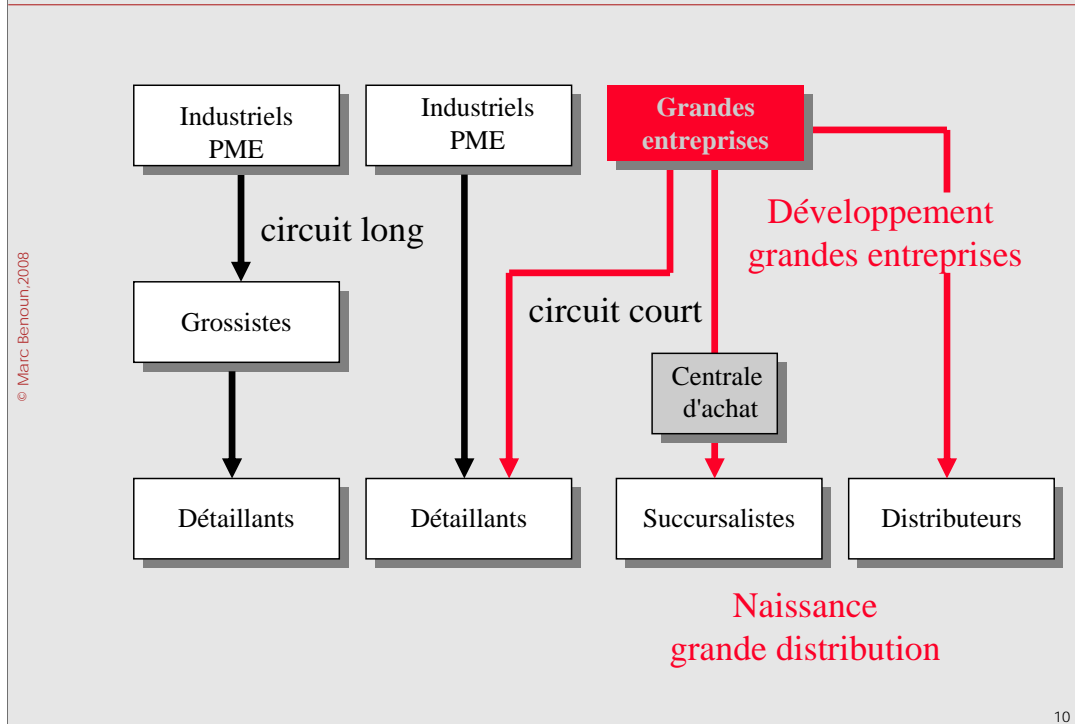 Industriels
PME
Industriels
PME
Grandes
entreprises
circuit long
Développement
grandes entreprises
© Marc Benoun,2008
Grossistes
circuit court
Centrale
d'achat
Détaillants
Détaillants
Succursalistes
Distributeurs
Naissance
grande distribution
10